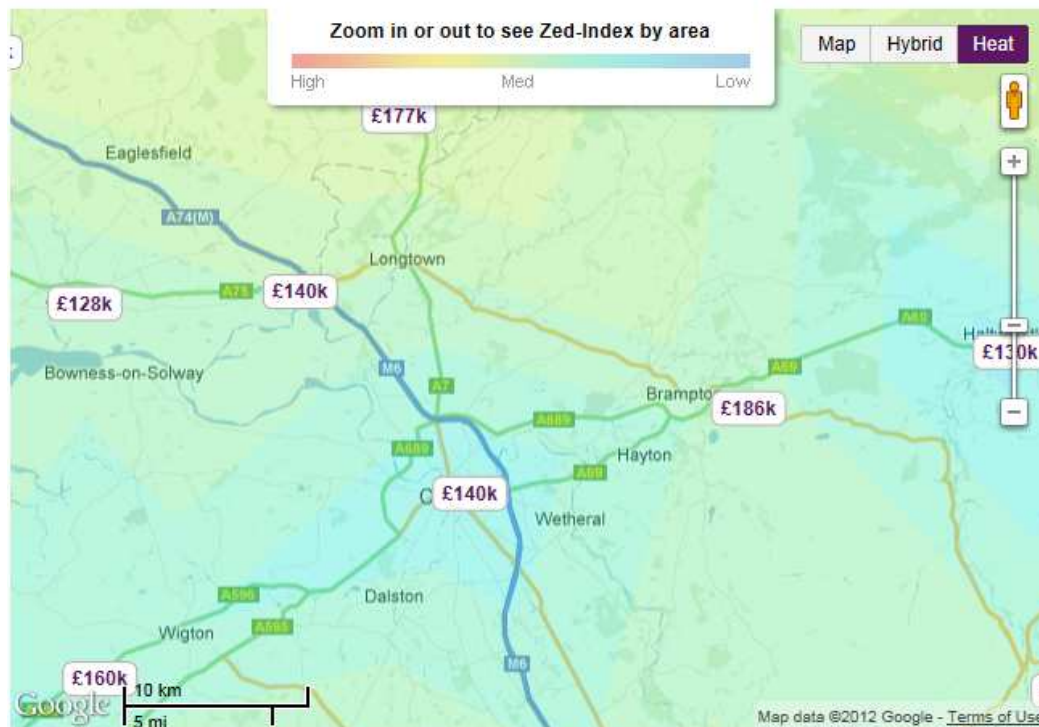 Zoom in or out to see Zed-Index by area
High Med Low
Map Hybrid Heat
£177k
Eaglesfield
A74(M)
Longtown
A75
£140k
£128k
A69
£130k
Bowness-on-Solway
M6
A7
A69
Brampton
£186k
A689
A689
Hayton
A69
£140k
Wetheral
A596
Dalston
A595
Wigton
M6
£160k
10 km
5 mi
Google
Map data ©2012 Google - Terms of Use